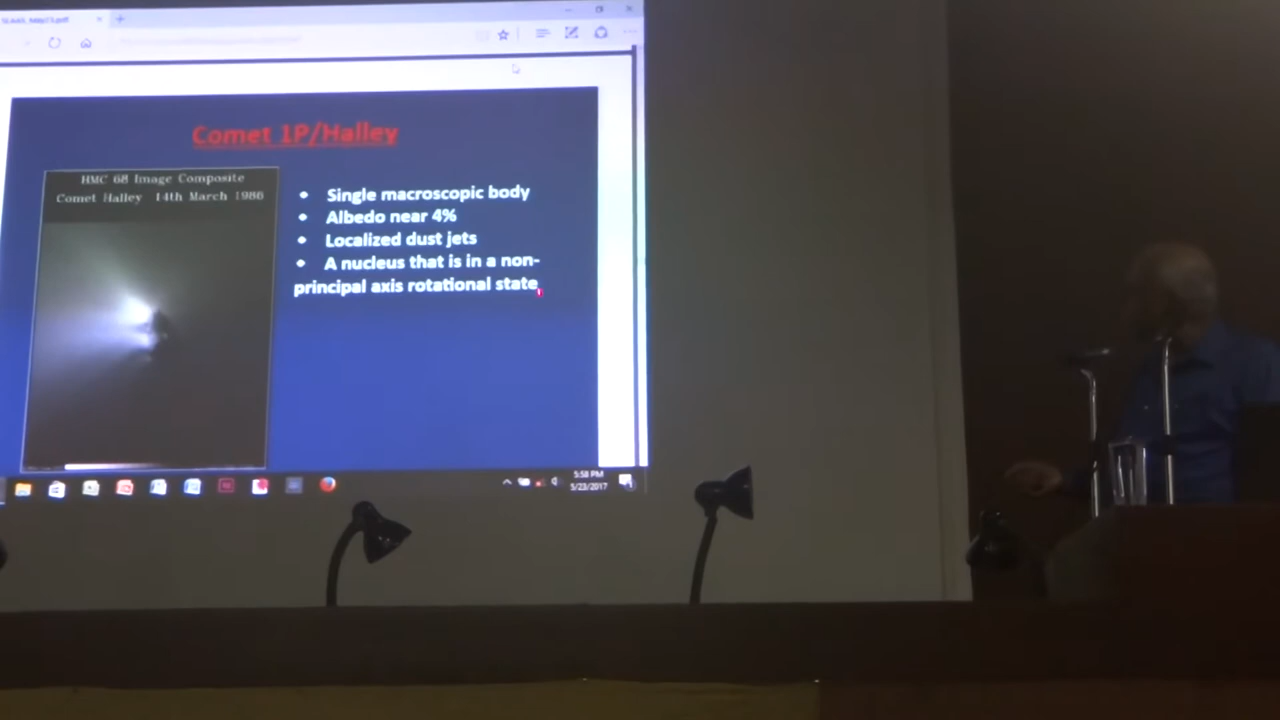 Comet 1P/Halley
HMC 68 Image Composite
Comet Halley 14th March 1986
• Single macroscopic body
• Albedo near 4%
• Localized dust jets
• A nucleus that is in a non-
principal axis rotational state
5:58 PM
5/23/2017